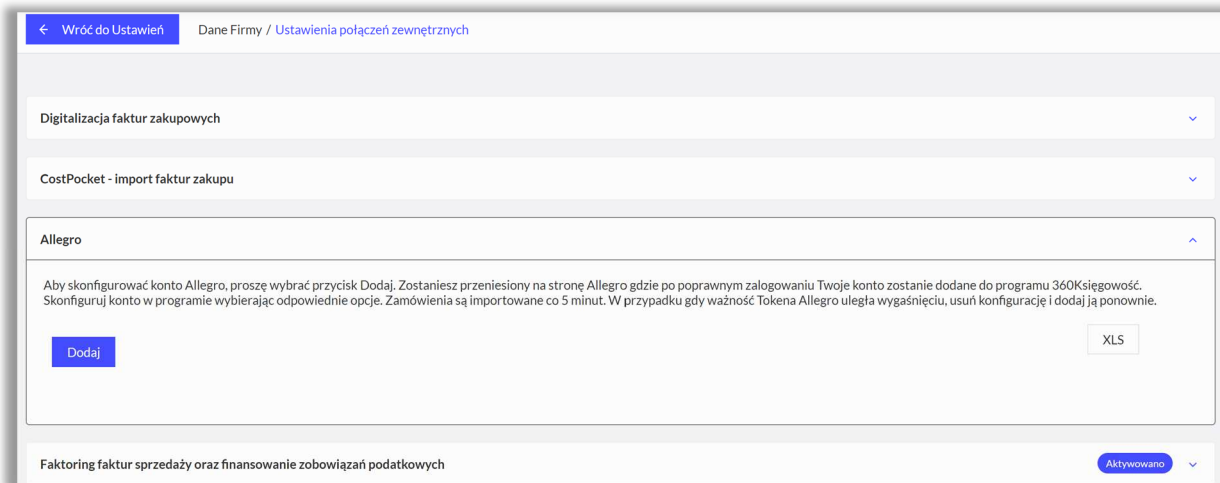 ← Wróć do Ustawień Dane Firmy / Ustawienia połączeń zewnętrznych
Digitalizacja faktur zakupowych
CostPocket - import faktur zakupu
Allegro
Aby skonfigurować konto Allegro, proszę wybrać przycisk Dodaj. Zostaniesz przeniesiony na stronę Allegro gdzie po poprawnym zalogowaniu Twoje konto zostanie dodane do programu 360Księgowość.
Skonfiguruj konto w programie wybierając odpowiednie opcje. Zamówienia są importowane co 5 minut. W przypadku gdy ważność Tokena Allegro uległa wygaśnięciu, usuń konfigurację i dodaj ją ponownie.
Dodaj XLS
Faktoring faktur sprzedaży oraz finansowanie zobowiązań podatkowych Aktywowano